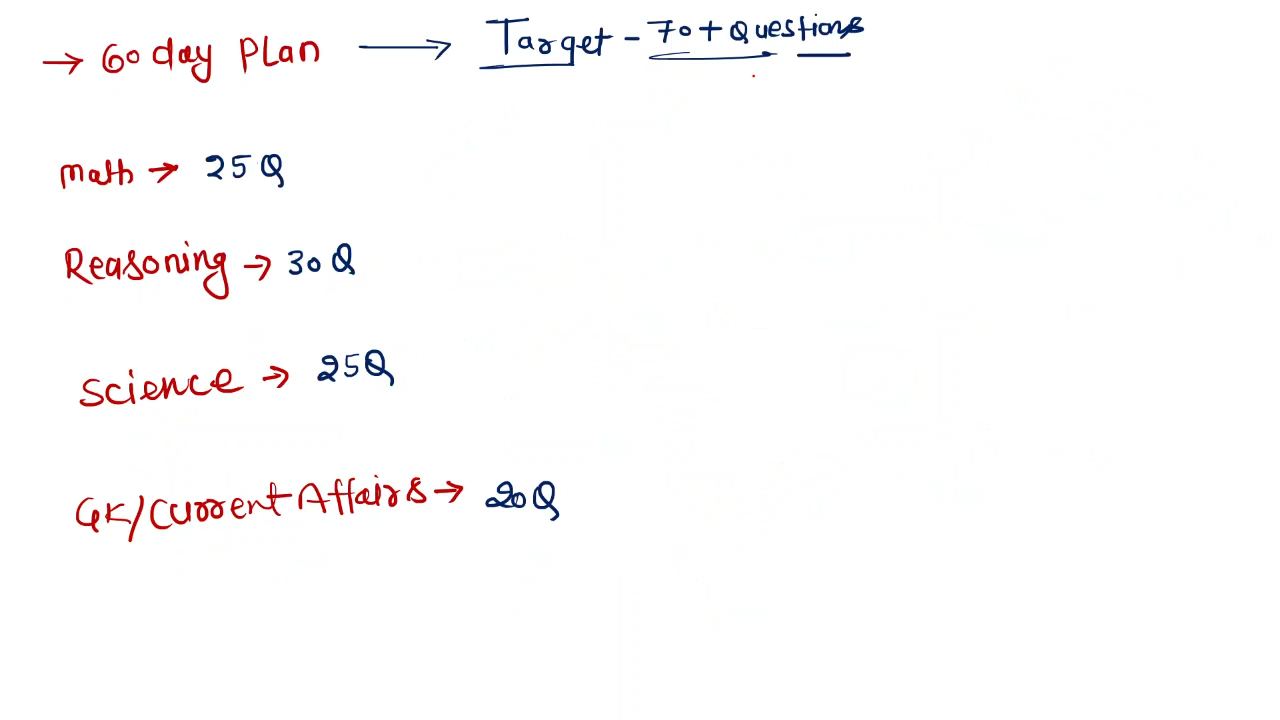 → 60 day Plan → Target - 70+ Questions
math → 25Q
Reasoning → 30Q
Science → 25Q
GK/Current Affairs → 20Q